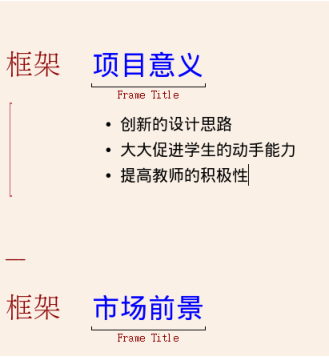 框架 项目意义
Frame Title
• 创新的设计思路
• 大大促进学生的动手能力
• 提高教师的积极性
框架 市场前景
Frame Title